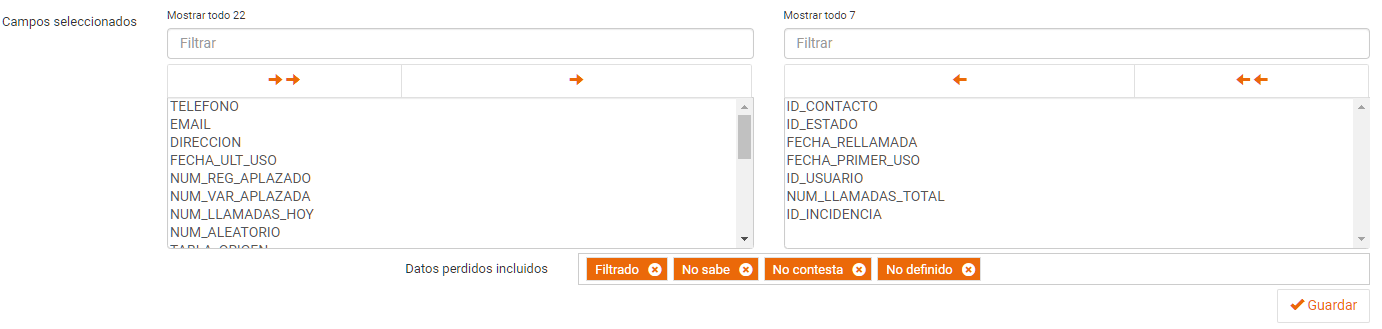 Campos seleccionados
Mostrar todo 22
Filtrar
TELEFONO
EMAIL
DIRECCION
FECHA_ULT_USO
NUM_REG_APLAZADO
NUM_VAR_APLAZADA
NUM_LLAMADAS_HOY
NUM_ALEATORIO
TABLA_ORIGEN
Mostrar todo 7
Filtrar
ID_CONTACTO
ID_ESTADO
FECHA_RELLAMADA
FECHA_PRIMER_USO
ID_USUARIO
NUM_LLAMADAS_TOTAL
ID_INCIDENCIA
Datos perdidos incluidos
Filtrado No sabe No contesta No definido
Guardar